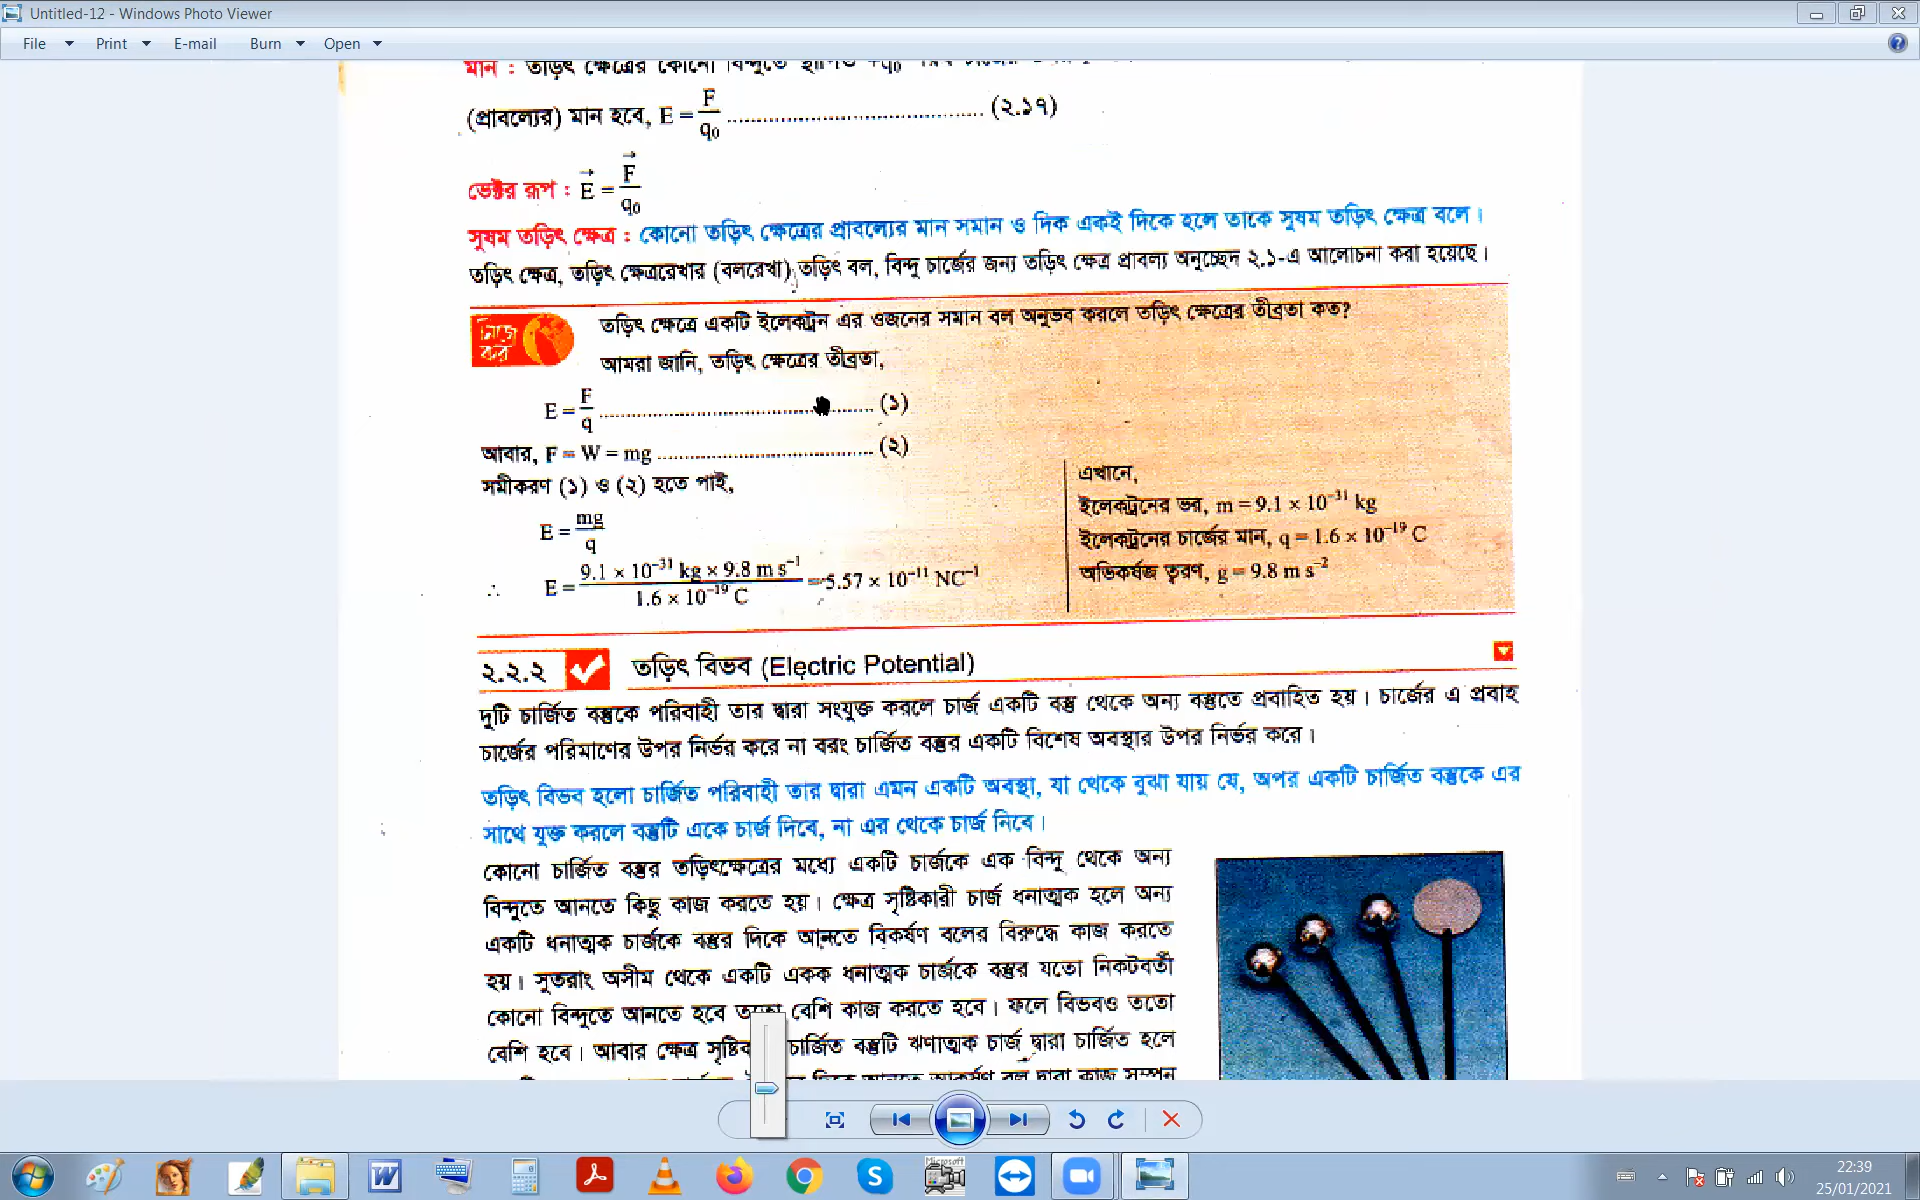 Untitled-12 - Windows Photo Viewer
File Print E-mail Burn Open
মান : তড়িৎ ক্ষেত্রের কোনো বিন্দুতে স্থাপিত +q₀
(প্রাবল্যের) মান হবে, E = F/q₀ .................................... (২.১৭)
ভেক্টর রূপ : E⃗ = F⃗/q₀
সুষম তড়িৎ ক্ষেত্র : কোনো তড়িৎ ক্ষেত্রের প্রাবল্যের মান সমান ও দিক একই দিকে হলে তাকে সুষম তড়িৎ ক্ষেত্র বলে।
তড়িৎ ক্ষেত্র, তড়িৎ ক্ষেত্ররেখার (বলরেখা) তড়িৎ বল, বিন্দু চার্জের জন্য তড়িৎ ক্ষেত্র প্রাবল্য অনুচ্ছেদ ২.১-এ আলোচনা করা হয়েছে।
নিজে কর
তড়িৎ ক্ষেত্রে একটি ইলেকট্রন এর ওজনের সমান বল অনুভব করলে তড়িৎ ক্ষেত্রের তীব্রতা কত?
আমরা জানি, তড়িৎ ক্ষেত্রের তীব্রতা,
E = F/q .................................... (১)
আবার, F = W = mg .................................... (২)
সমীকরণ (১) ও (২) হতে পাই,
E = mg/q
∴ E = 9.1 × 10⁻³¹ kg × 9.8 m s⁻¹ / 1.6 × 10⁻¹⁹ C = 5.57 × 10⁻¹¹ NC⁻¹
এখানে,
ইলেকট্রনের ভর, m = 9.1 × 10⁻³¹ kg
ইলেকট্রনের চার্জের মান, q = 1.6 × 10⁻¹⁹ C
অভিকর্ষজ ত্বরণ, g = 9.8 m s⁻²
২.২.২ তড়িৎ বিভব (Electric Potential)
দুটি চার্জিত বস্তুকে পরিবাহী তার দ্বারা সংযুক্ত করলে চার্জ একটি বস্তু থেকে অন্য বস্তুতে প্রবাহিত হয়। চার্জের এ প্রবাহ
চার্জের পরিমাণের উপর নির্ভর করে না বরং চার্জিত বস্তুর একটি বিশেষ অবস্থার উপর নির্ভর করে।
তড়িৎ বিভব হলো চার্জিত পরিবাহী তার দ্বারা এমন একটি অবস্থা, যা থেকে বুঝা যায় যে, অপর একটি চার্জিত বস্তুকে এর
সাথে যুক্ত করলে বস্তুটি একে চার্জ দিবে, না এর থেকে চার্জ নিবে।
কোনো চার্জিত বস্তুর তড়িৎক্ষেত্রের মধ্যে একটি চার্জকে এক বিন্দু থেকে অন্য
বিন্দুতে আনতে কিছু কাজ করতে হয়। ক্ষেত্র সৃষ্টিকারী চার্জ ধনাত্মক হলে অন্য
একটি ধনাত্মক চার্জকে বস্তুর দিকে আনতে বিকর্ষণ বলের বিরুদ্ধে কাজ করতে
হয়। সুতরাং অসীম থেকে একটি একক ধনাত্মক চার্জকে বস্তুর যতো নিকটবর্তী
কোনো বিন্দুতে আনতে হবে ততো বেশি কাজ করতে হবে। ফলে বিভবও ততো
বেশি হবে। আবার ক্ষেত্র চার্জিত বস্তুটি ঋণাত্মক চার্জ দ্বারা চার্জিত হলে
আনতে আকর্ষণ বল দ্বারা কাজ সম্পন্ন
22:39
25/01/2021